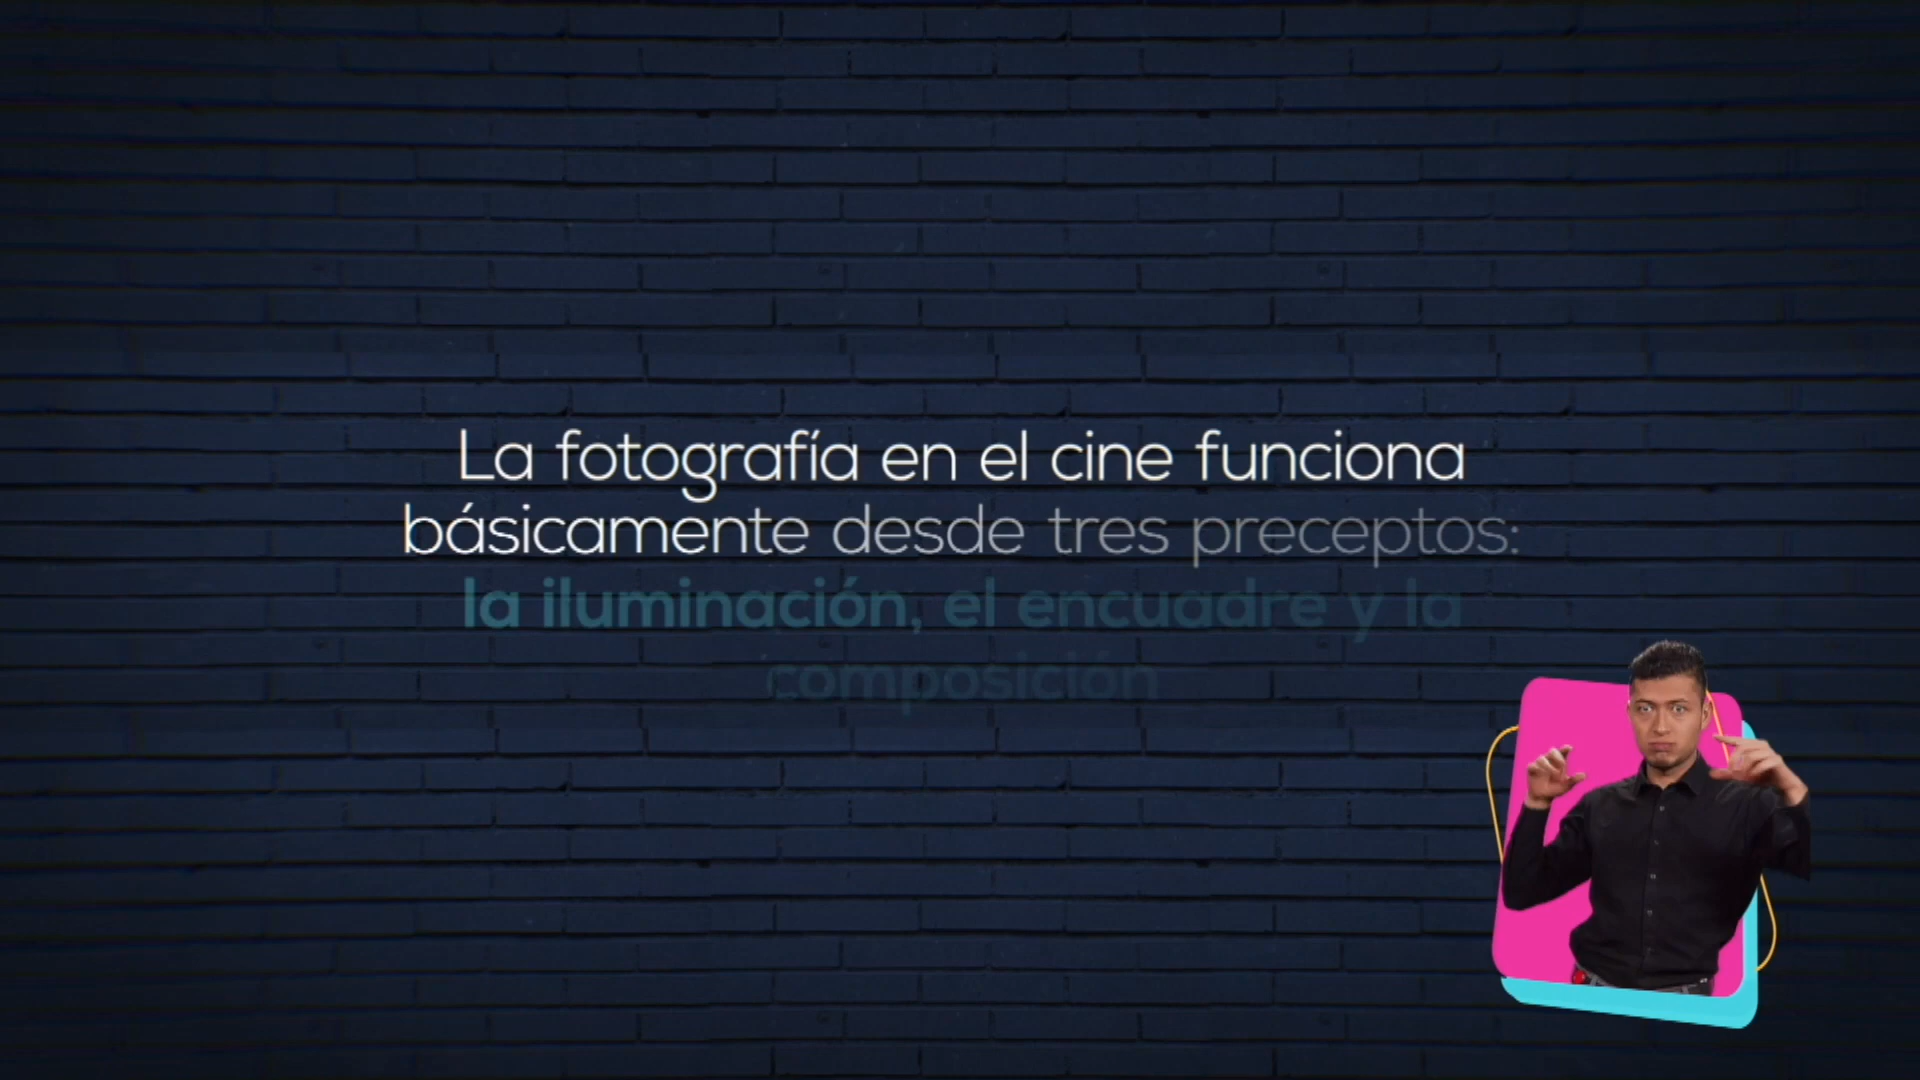 La fotografía en el cine funciona
básicamente desde tres preceptos:
la iluminación, el encuadre y la
composición